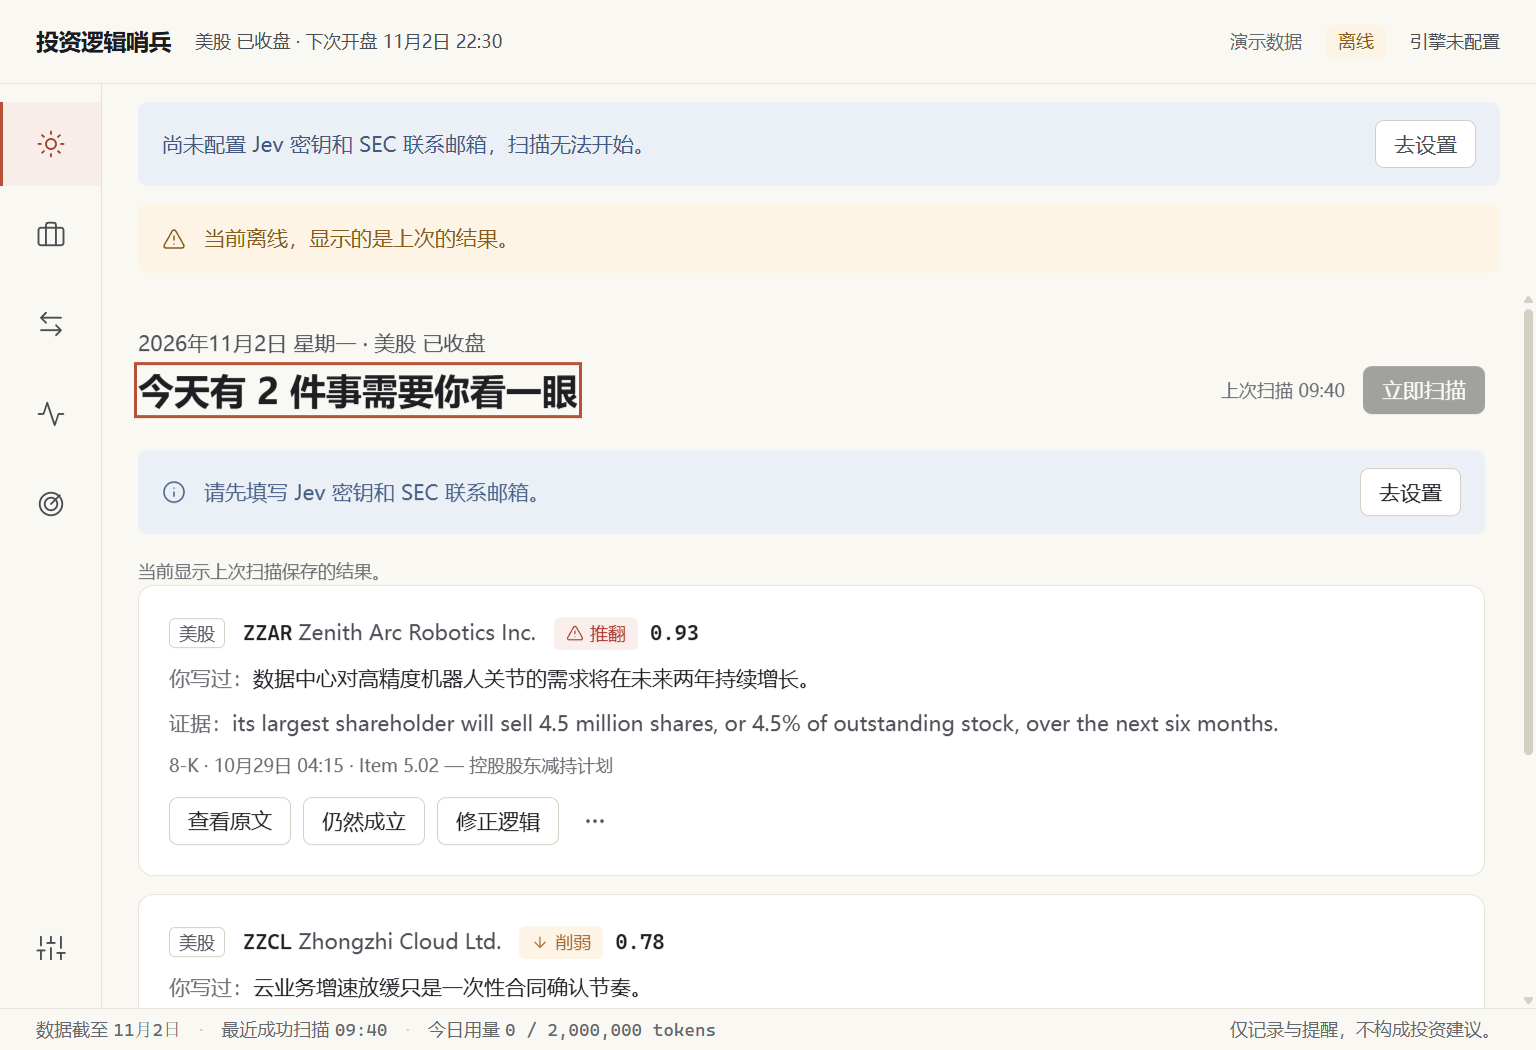 投资逻辑哨兵 美股 已收盘 · 下次开盘 11月2日 22:30 演示数据 离线 引擎未配置
尚未配置 Jev 密钥和 SEC 联系邮箱，扫描无法开始。 去设置
当前离线，显示的是上次的结果。
2026年11月2日 星期一 · 美股 已收盘
今天有 2 件事需要你看一眼
上次扫描 09:40 立即扫描
请先填写 Jev 密钥和 SEC 联系邮箱。 去设置
当前显示上次扫描保存的结果。
美股 ZZAR Zenith Arc Robotics Inc. 推翻 0.93
你写过：数据中心对高精度机器人关节的需求将在未来两年持续增长。
证据：its largest shareholder will sell 4.5 million shares, or 4.5% of outstanding stock, over the next six months.
8-K · 10月29日 04:15 · Item 5.02 — 控股股东减持计划
查看原文 仍然成立 修正逻辑 ···
美股 ZZCL Zhongzhi Cloud Ltd. 削弱 0.78
你写过：云业务增速放缓只是一次性合同确认节奏。
数据截至 11月2日 · 最近成功扫描 09:40 · 今日用量 0 / 2,000,000 tokens 仅记录与提醒，不构成投资建议。